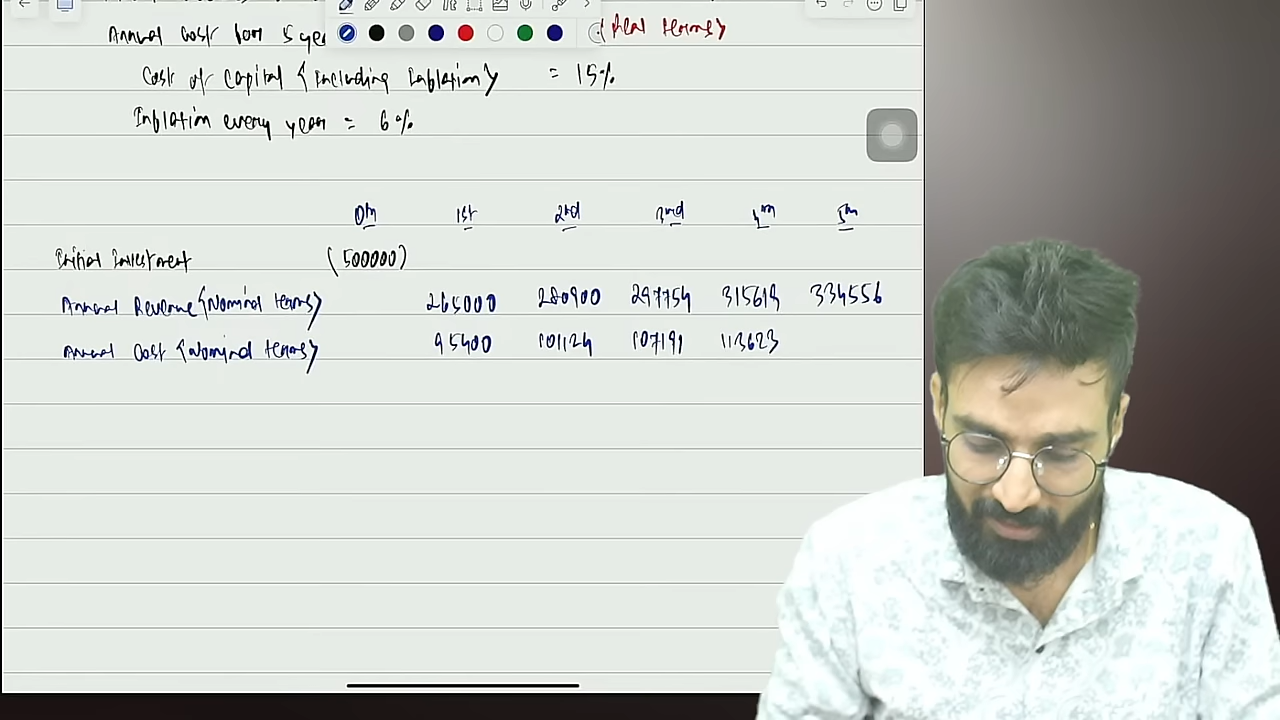 Annual Cost for 5 yea
{Real terms}
Cost of Capital {Including Inflation} = 15%
Inflation every year = 6%
0th 1st 2nd 3rd 4th 5th
Initial Investment (500000)
Annual Revenue {Nominal terms} 265000 280900 297754 315619 334556
Annual Cost {Nominal terms} 95400 101124 107191 113623